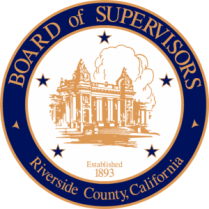 BOARD of SUPERVISORS
Established
1893
Riverside County, California